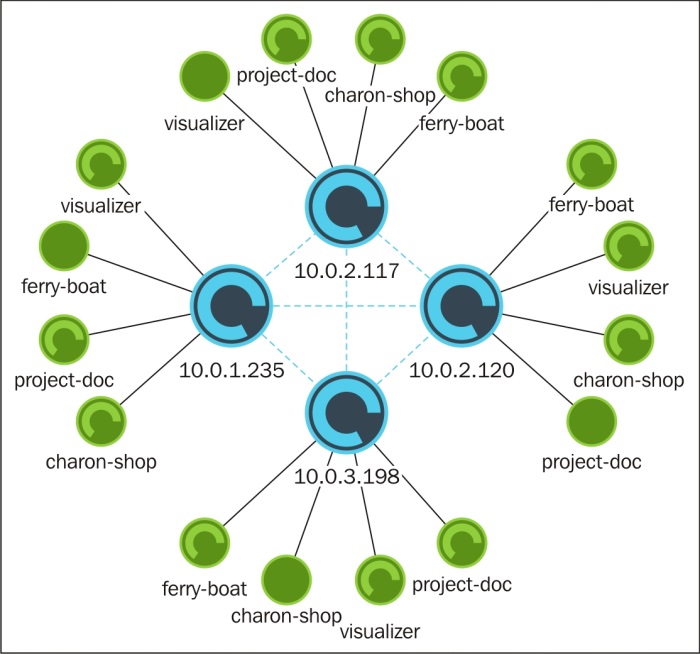 project-doc
charon-shop
visualizer
ferry-boat
visualizer
ferry-boat
10.0.2.117
ferry-boat
visualizer
10.0.1.235
10.0.2.120
project-doc
charon-shop
charon-shop
project-doc
10.0.3.198
ferry-boat
project-doc
charon-shop
visualizer